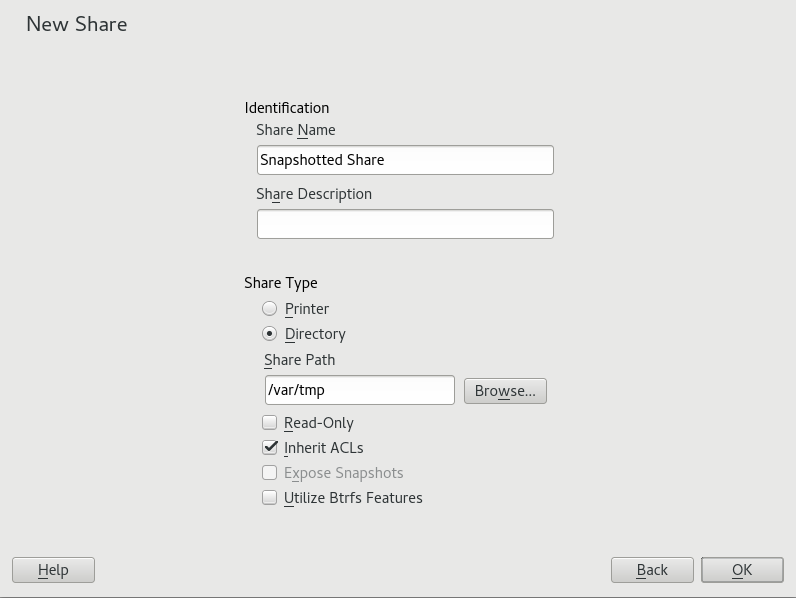 New Share
Identification
Share Name
Snapshotted Share
Share Description
Share Type
Printer
Directory
Share Path
/var/tmp
Browse...
Read-Only
Inherit ACLs
Expose Snapshots
Utilize Btrfs Features
Help
Back
OK